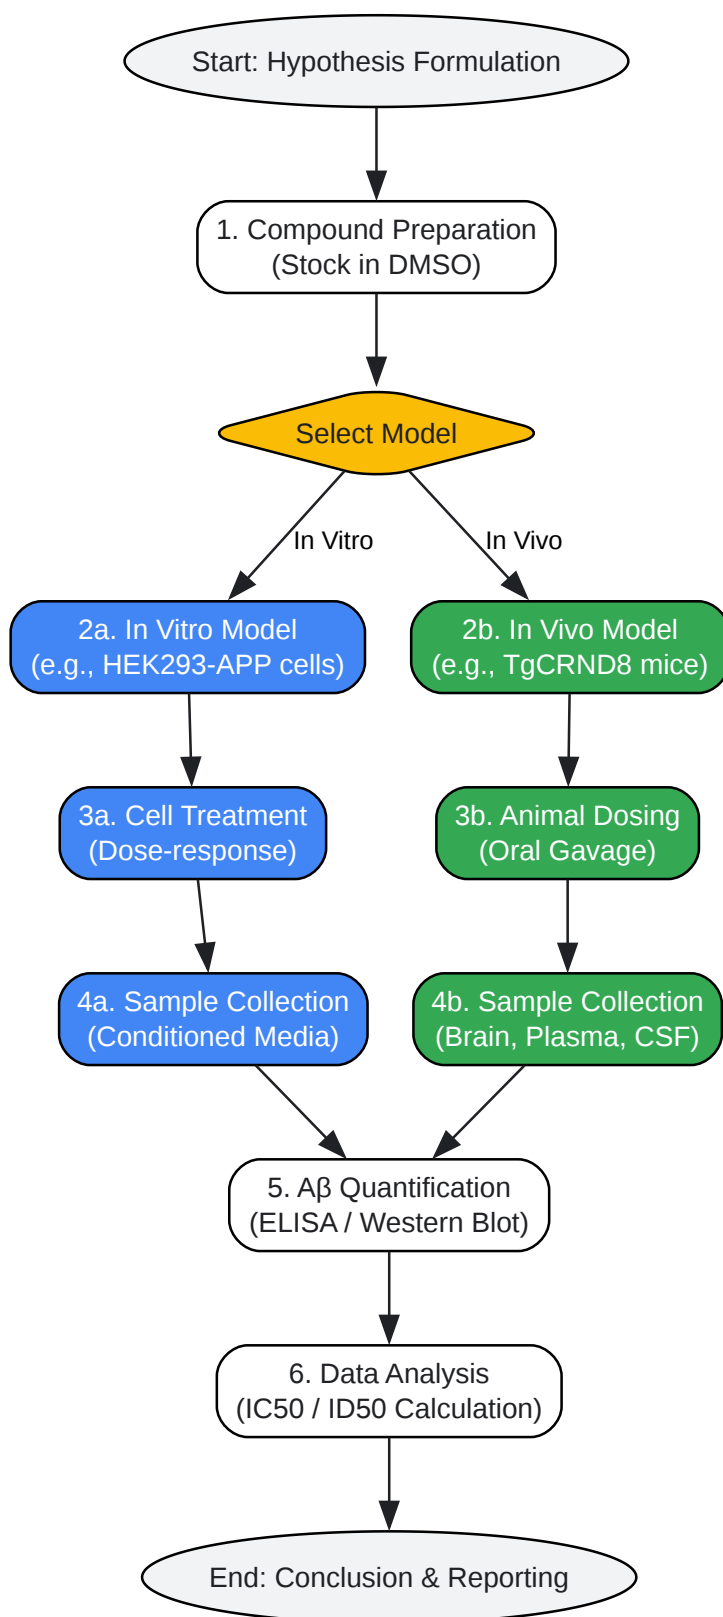 Start: Hypothesis Formulation
1. Compound Preparation
(Stock in DMSO)
Select Model
In Vitro
In Vivo
2a. In Vitro Model
(e.g., HEK293-APP cells)
2b. In Vivo Model
(e.g., TgCRND8 mice)
3a. Cell Treatment
(Dose-response)
3b. Animal Dosing
(Oral Gavage)
4a. Sample Collection
(Conditioned Media)
4b. Sample Collection
(Brain, Plasma, CSF)
5. Aβ Quantification
(ELISA / Western Blot)
6. Data Analysis
(IC50 / ID50 Calculation)
End: Conclusion & Reporting